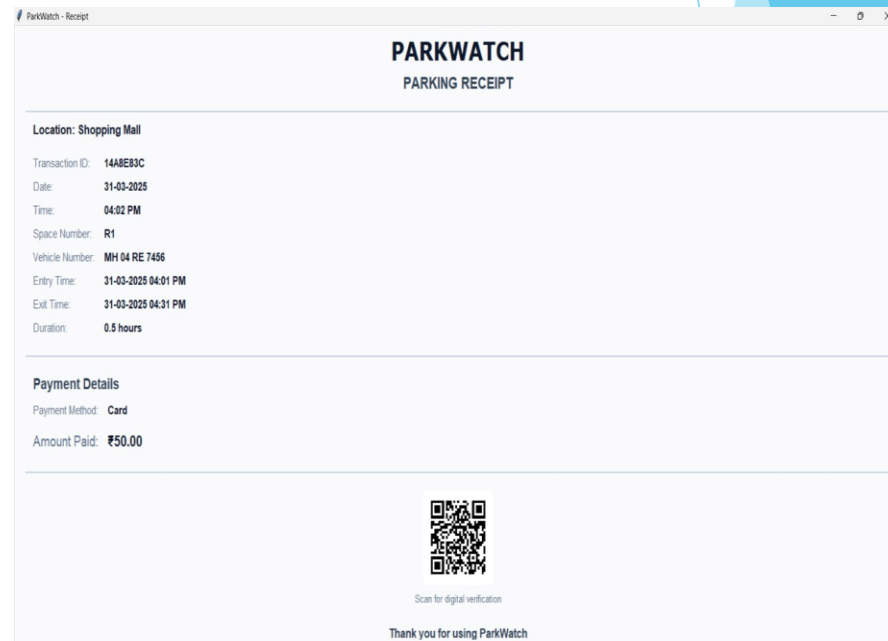 ParkWatch - Receipt
PARKWATCH
PARKING RECEIPT
Location: Shopping Mall
Transaction ID: 14A8E83C
Date: 31-03-2025
Time: 04:02 PM
Space Number: R1
Vehicle Number: MH 04 RE 7456
Entry Time: 31-03-2025 04:01 PM
Exit Time: 31-03-2025 04:31 PM
Duration: 0.5 hours
Payment Details
Payment Method: Card
Amount Paid: ₹50.00
Scan for digital verification
Thank you for using ParkWatch